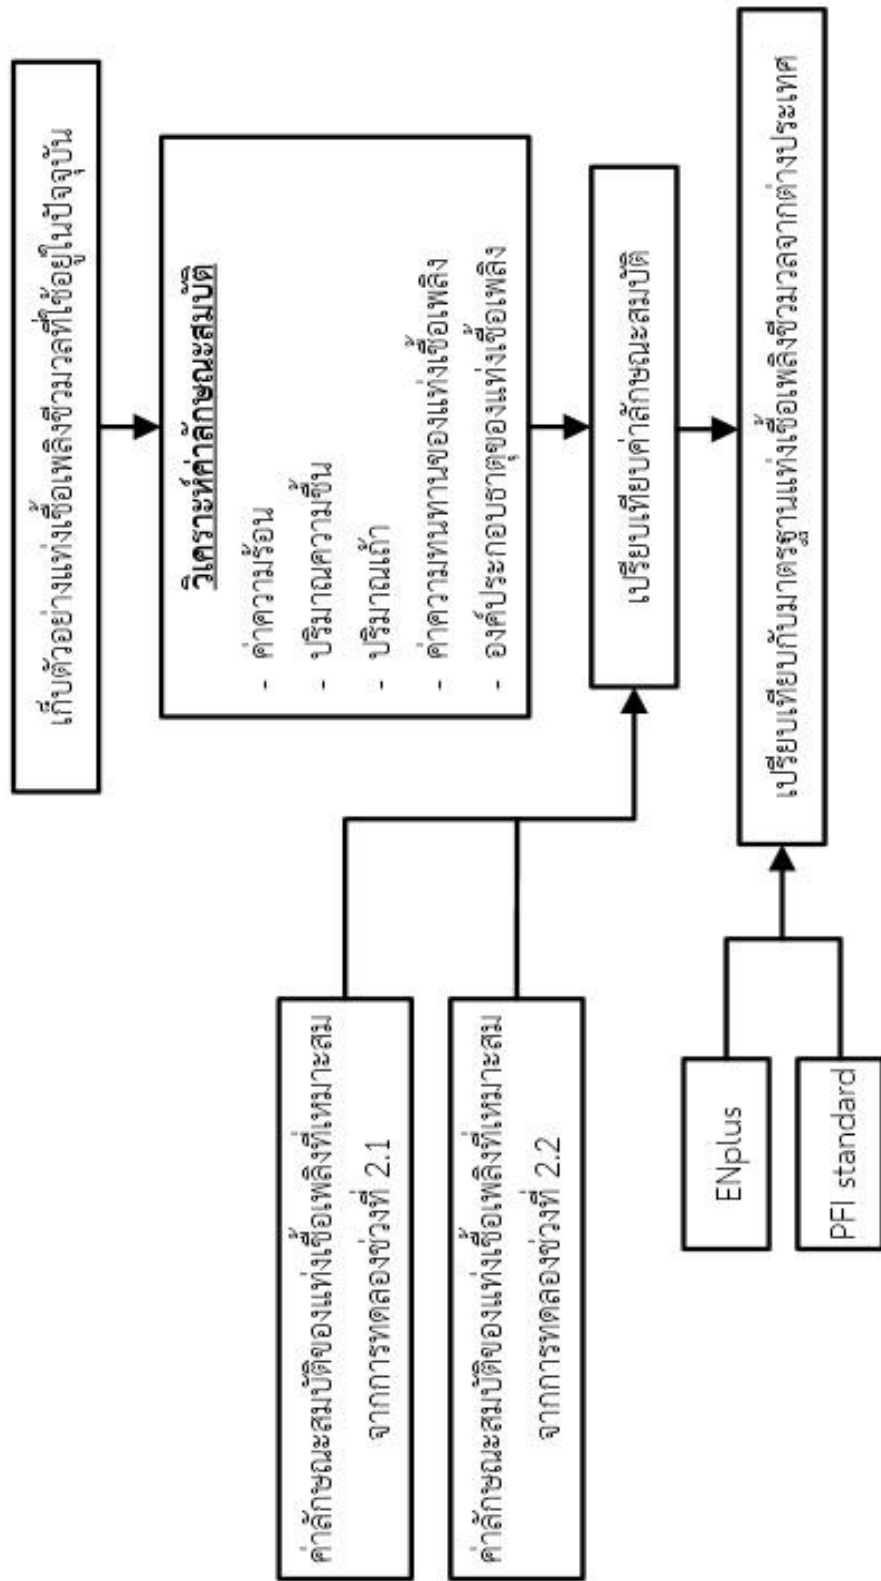 เก็บตัวอย่างแท่งเชื้อเพลิงชีวมวลที่ใช้อยู่ในปัจจุบัน
วิเคราะห์ค่าลักษณะสมบัติ
- ค่าความร้อน
- ปริมาณความชื้น
- ปริมาณเถ้า
- ค่าความทนทานของแท่งเชื้อเพลิง
- องค์ประกอบธาตุของแท่งเชื้อเพลิง
ค่าลักษณะสมบัติของแท่งเชื้อเพลิงที่เหมาะสม
จากการทดลองช่วงที่ 2.1
ค่าลักษณะสมบัติของแท่งเชื้อเพลิงที่เหมาะสม
จากการทดลองช่วงที่ 2.2
เปรียบเทียบค่าลักษณะสมบัติ
ENplus
PFI standard
เปรียบเทียบกับมาตรฐานแท่งเชื้อเพลิงชีวมวลจากต่างประเทศ